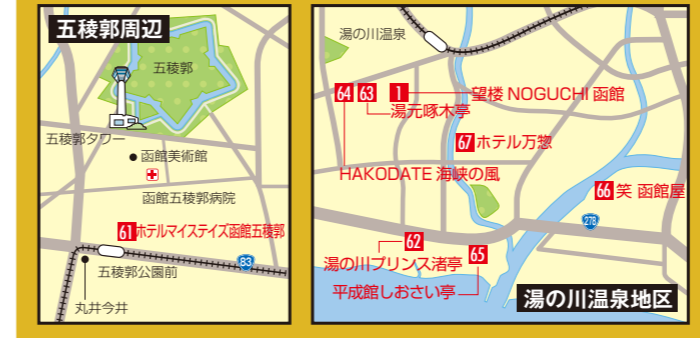 五稜郭周辺
五稜郭
五稜郭タワー
函館美術館
函館五稜郭病院
61 ホテルマイステイズ函館五稜郭
五稜郭公園前
83
丸井今井
湯の川温泉
64 63 1 望楼 NOGUCHI 函館
湯元啄木亭
67 ホテル万惣
HAKODATE 海峡の風
66 笑 函館屋
278
62
湯の川プリンス渚亭
65
平成館しおさい亭
湯の川温泉地区